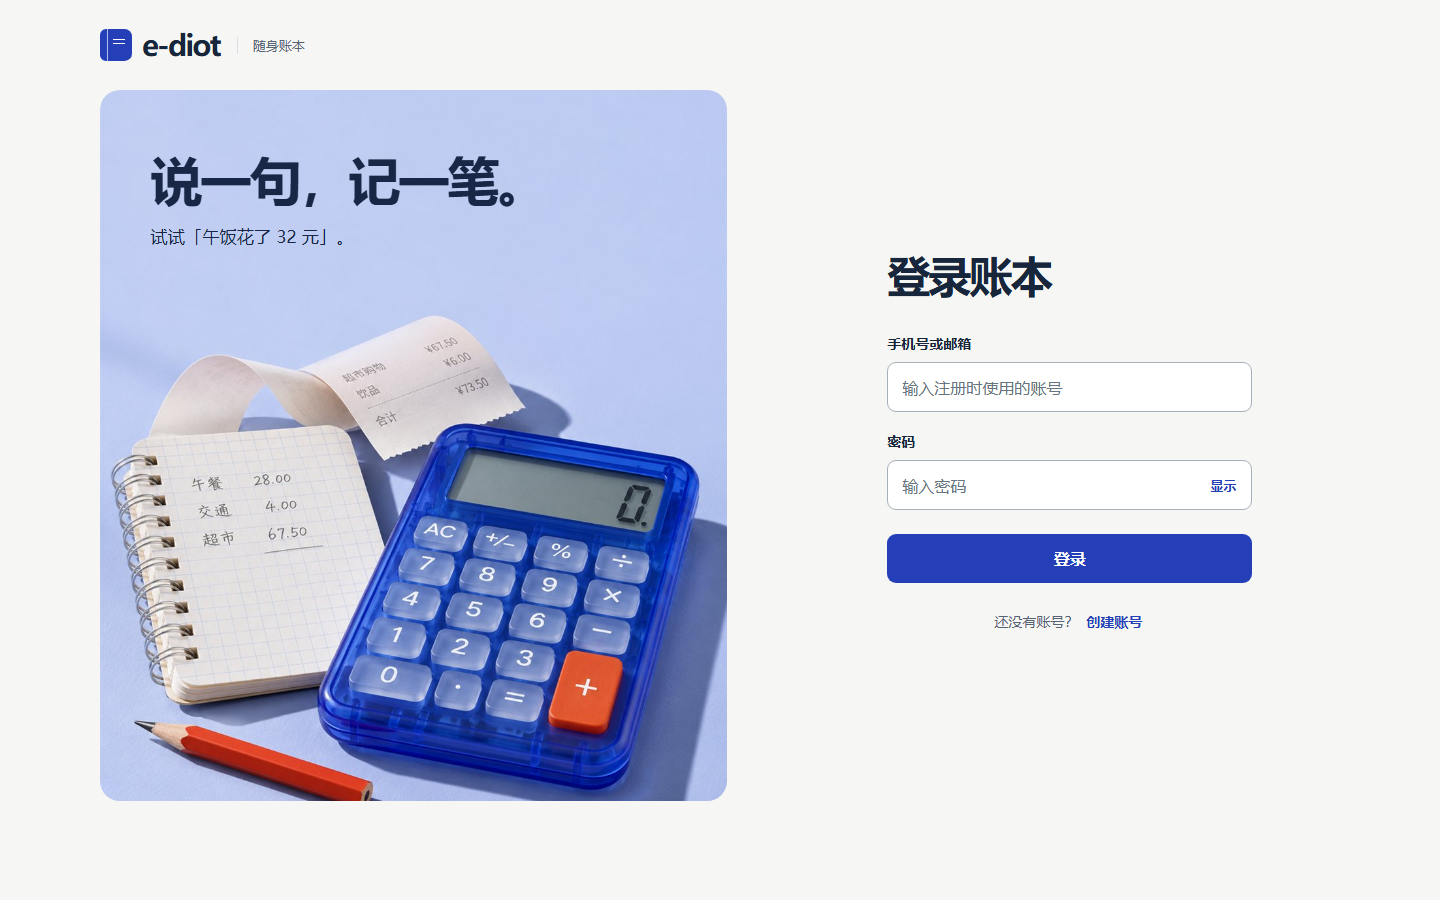 e-diot
随身账本
说一句，记一笔。
试试「午饭花了 32 元」。
超市购物 ¥67.50
饮品 ¥6.00
合计 ¥73.50
午餐 28.00
交通 4.00
超市 67.50
0.
AC +/− % ÷
7 8 9 ×
4 5 6 −
1 2 3 +
0 · =
登录账本
手机号或邮箱
输入注册时使用的账号
密码
输入密码 显示
登录
还没有账号？ 创建账号